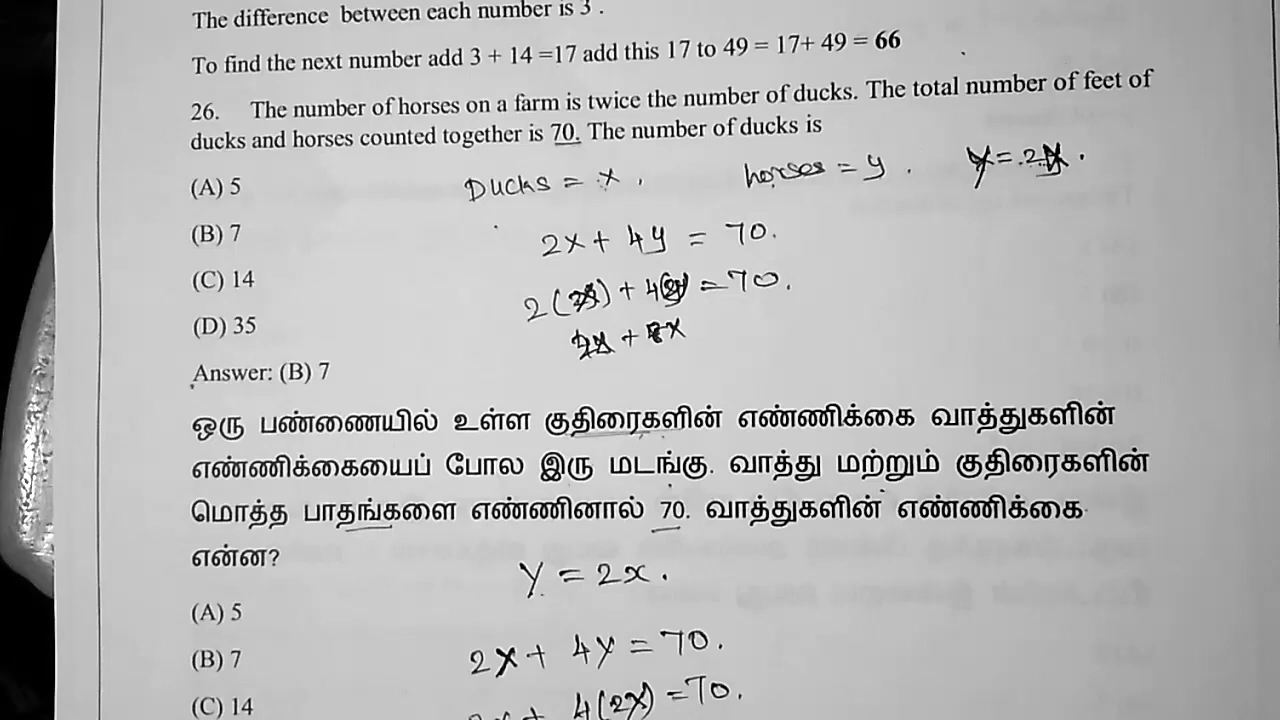 The difference between each number is 3 .
To find the next number add 3 + 14 =17 add this 17 to 49 = 17+ 49 = 66
26. The number of horses on a farm is twice the number of ducks. The total number of feet of
ducks and horses counted together is 70. The number of ducks is
(A) 5
Ducks = x .
horses = y .
(B) 7
2x + 4y = 70.
(C) 14
(D) 35
Answer: (B) 7
ஒரு பண்ணையில் உள்ள குதிரைகளின் எண்ணிக்கை வாத்துகளின்
எண்ணிக்கையைப் போல இரு மடங்கு. வாத்து மற்றும் குதிரைகளின்
மொத்த பாதங்களை எண்ணினால் 70. வாத்துகளின் எண்ணிக்கை
என்ன?
y = 2x .
(A) 5
2x + 4y = 70.
(B) 7
4(2x) = 70.
(C) 14